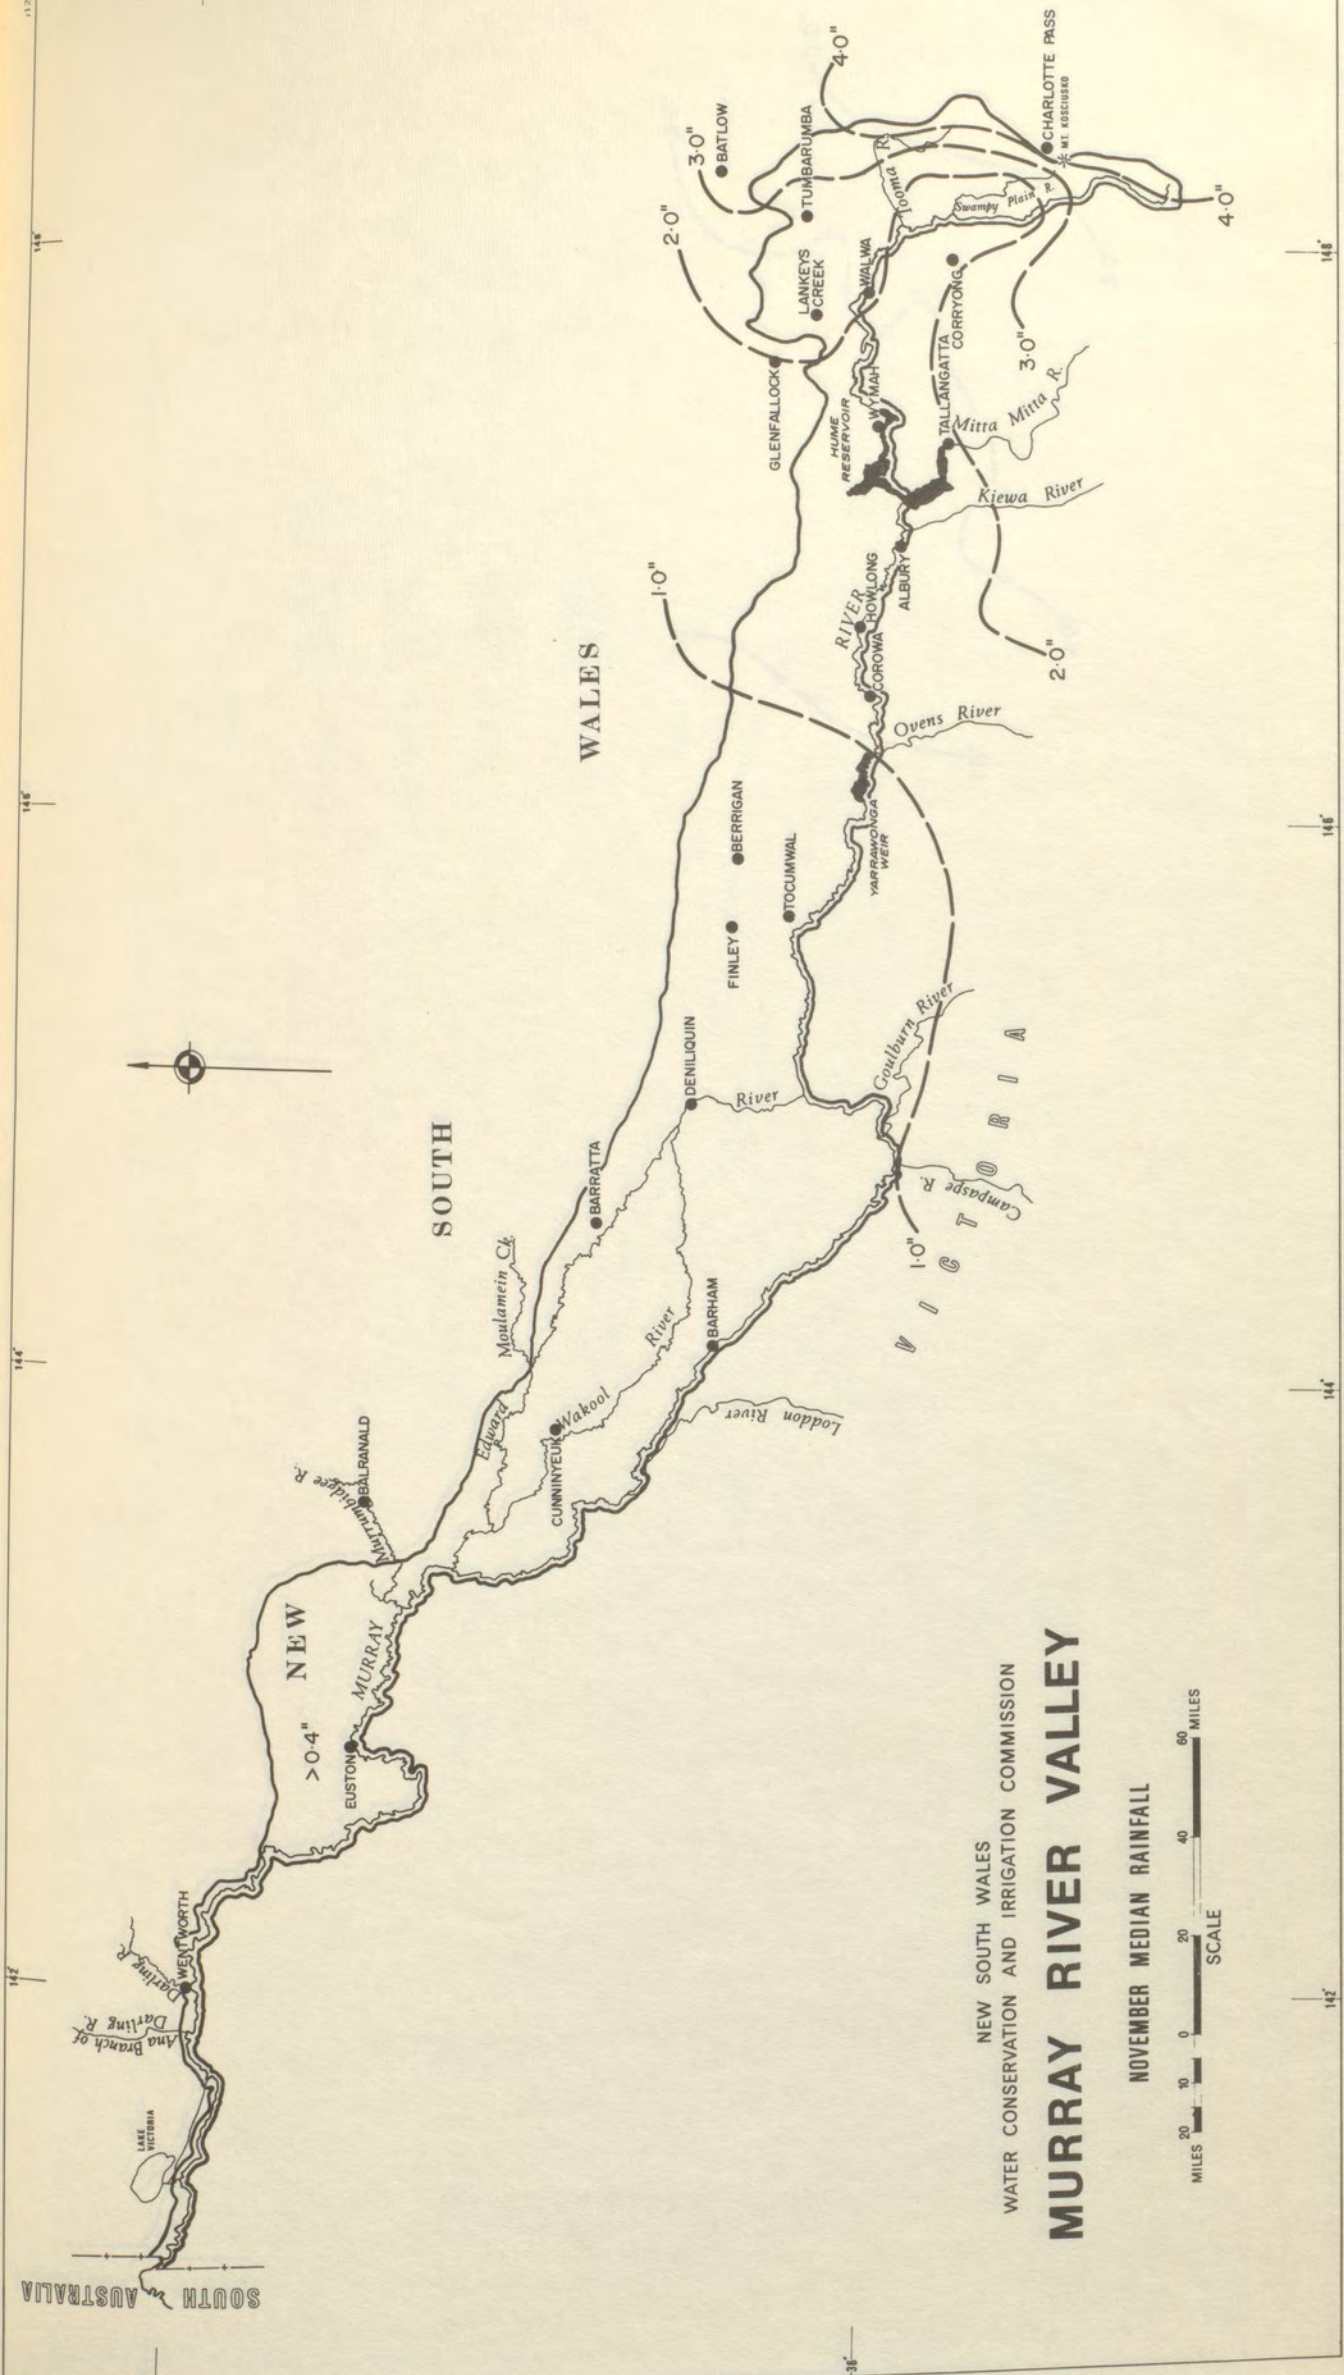 148°
146°
144°
142°
SOUTH AUSTRALIA
LAKE
VICTORIA
Ana Branch of
Darling R.
Darling R.
WENTWORTH
NEW
SOUTH
WALES
>0·4"
EUSTON
MURRAY
Murrumbidgee R.
BALRANALD
Edward
Moulamein Ck.
CUNNINYEUK
Wakool
River
BARRATTA
BARHAM
Loddon River
DENILIQUIN
River
Goulburn River
Campaspe R.
1·0"
VICTORIA
FINLEY
BERRIGAN
TOCUMWAL
YARRAWONGA
WEIR
Ovens River
1·0"
COROWA
RIVER
HOWLONG
ALBURY
Kiewa River
2·0"
GLENFALLOCK
HUME
RESERVOIR
WYMAH
TALLANGATTA
Mitta Mitta R.
2·0"
LANKEYS
CREEK
WALWA
CORRYONG
3·0"
3·0"
BATLOW
TUMBARUMBA
Tooma R.
Swampy Plain R.
4·0"
CHARLOTTE PASS
MT. KOSCIUSKO
4·0"
NEW SOUTH WALES
WATER CONSERVATION AND IRRIGATION COMMISSION
MURRAY RIVER VALLEY
NOVEMBER MEDIAN RAINFALL
MILES 20 10 0 20 40 60 MILES
SCALE
36°
142°
144°
146°
148°